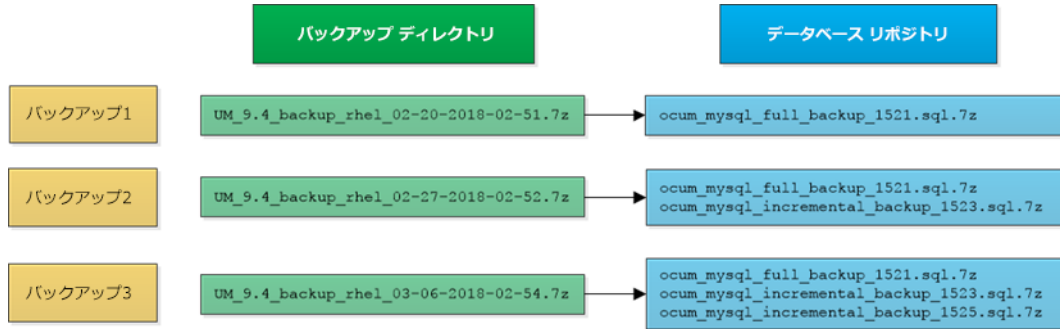 バックアップ ディレクトリ
データベース リポジトリ
バックアップ1
UM_9.4_backup_rhel_02-20-2018-02-51.7z
ocum_mysql_full_backup_1521.sql.7z
バックアップ2
UM_9.4_backup_rhel_02-27-2018-02-52.7z
ocum_mysql_full_backup_1521.sql.7z
ocum_mysql_incremental_backup_1523.sql.7z
バックアップ3
UM_9.4_backup_rhel_03-06-2018-02-54.7z
ocum_mysql_full_backup_1521.sql.7z
ocum_mysql_incremental_backup_1523.sql.7z
ocum_mysql_incremental_backup_1525.sql.7z